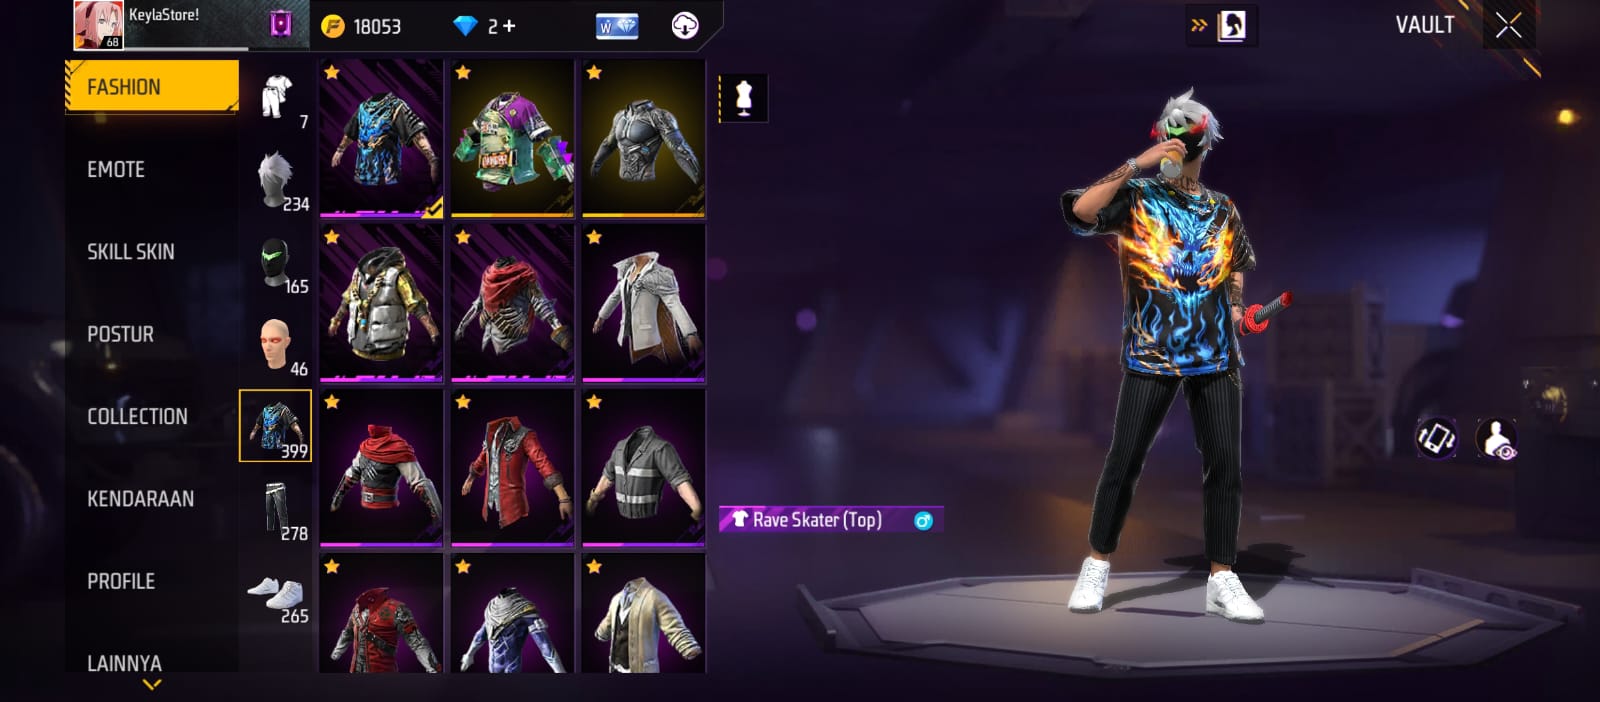 KeylaStore!
68
18053
2+
W
VAULT
FASHION
EMOTE
SKILL SKIN
POSTUR
COLLECTION
KENDARAAN
PROFILE
LAINNYA
7
234
165
46
399
278
265
Rave Skater (Top)